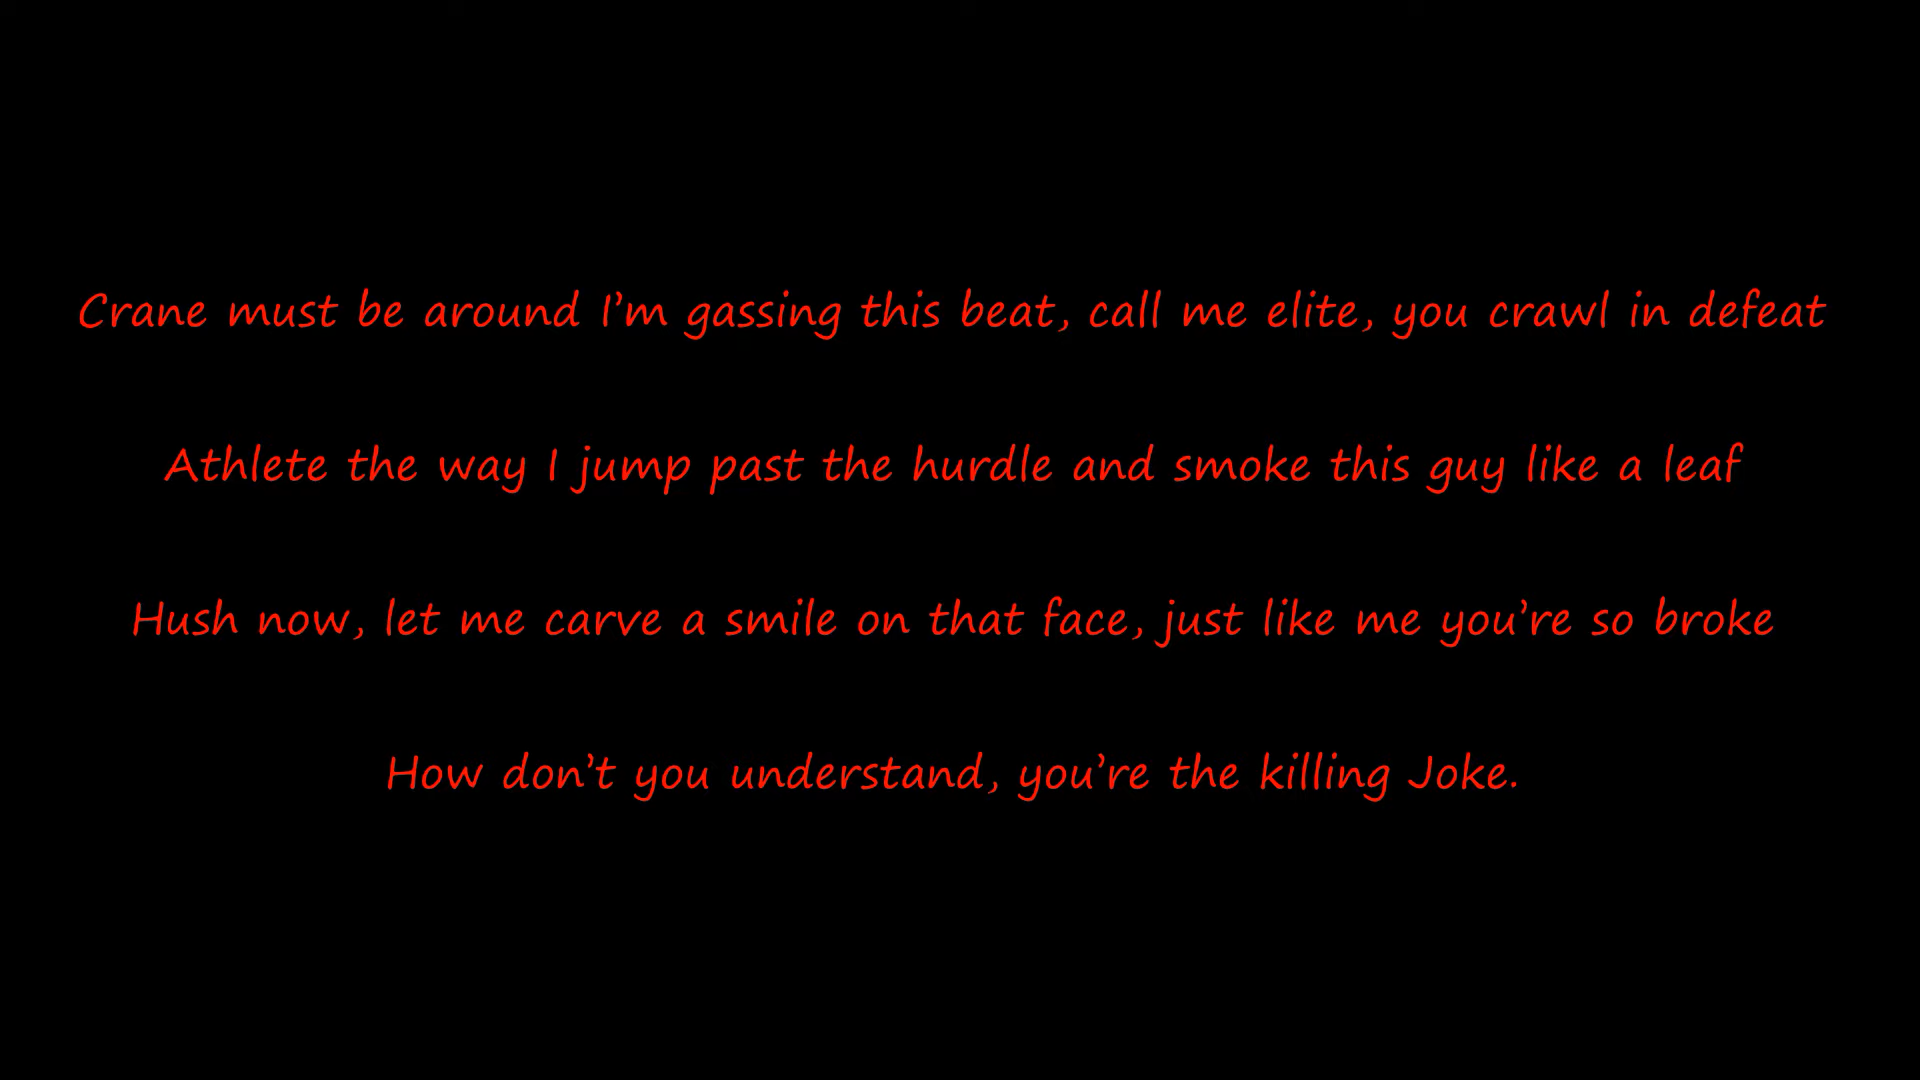 Crane must be around I’m gassing this beat, call me elite, you crawl in defeat
Athlete the way I jump past the hurdle and smoke this guy like a leaf
Hush now, let me carve a smile on that face, just like me you’re so broke
How don’t you understand, you’re the killing Joke.